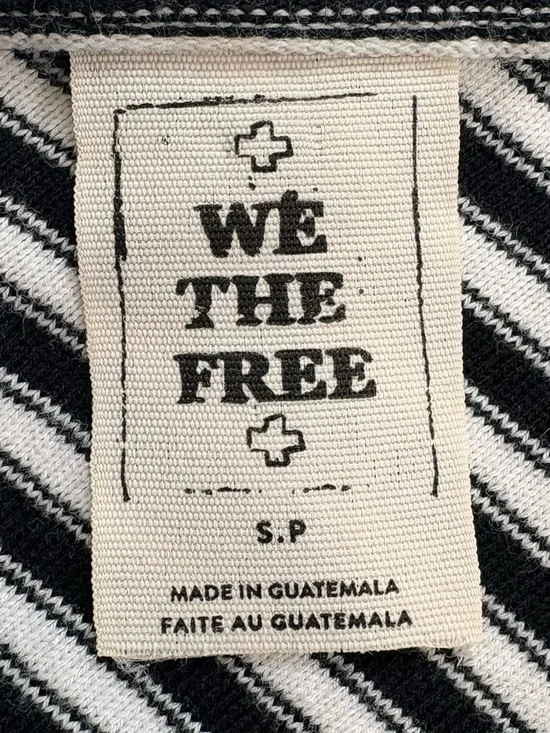 WE
THE
FREE
S.P
MADE IN GUATEMALA
FAITE AU GUATEMALA